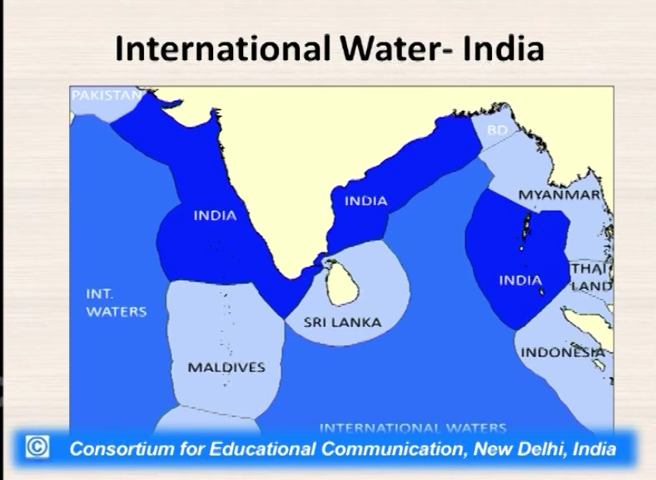 International Water- India
PAKISTAN
BD
MYANMAR
INDIA
INDIA
INDIA
THAI
LAND
INT.
WATERS
SRI LANKA
INDONESIA
MALDIVES
INTERNATIONAL WATERS
© Consortium for Educational Communication, New Delhi, India